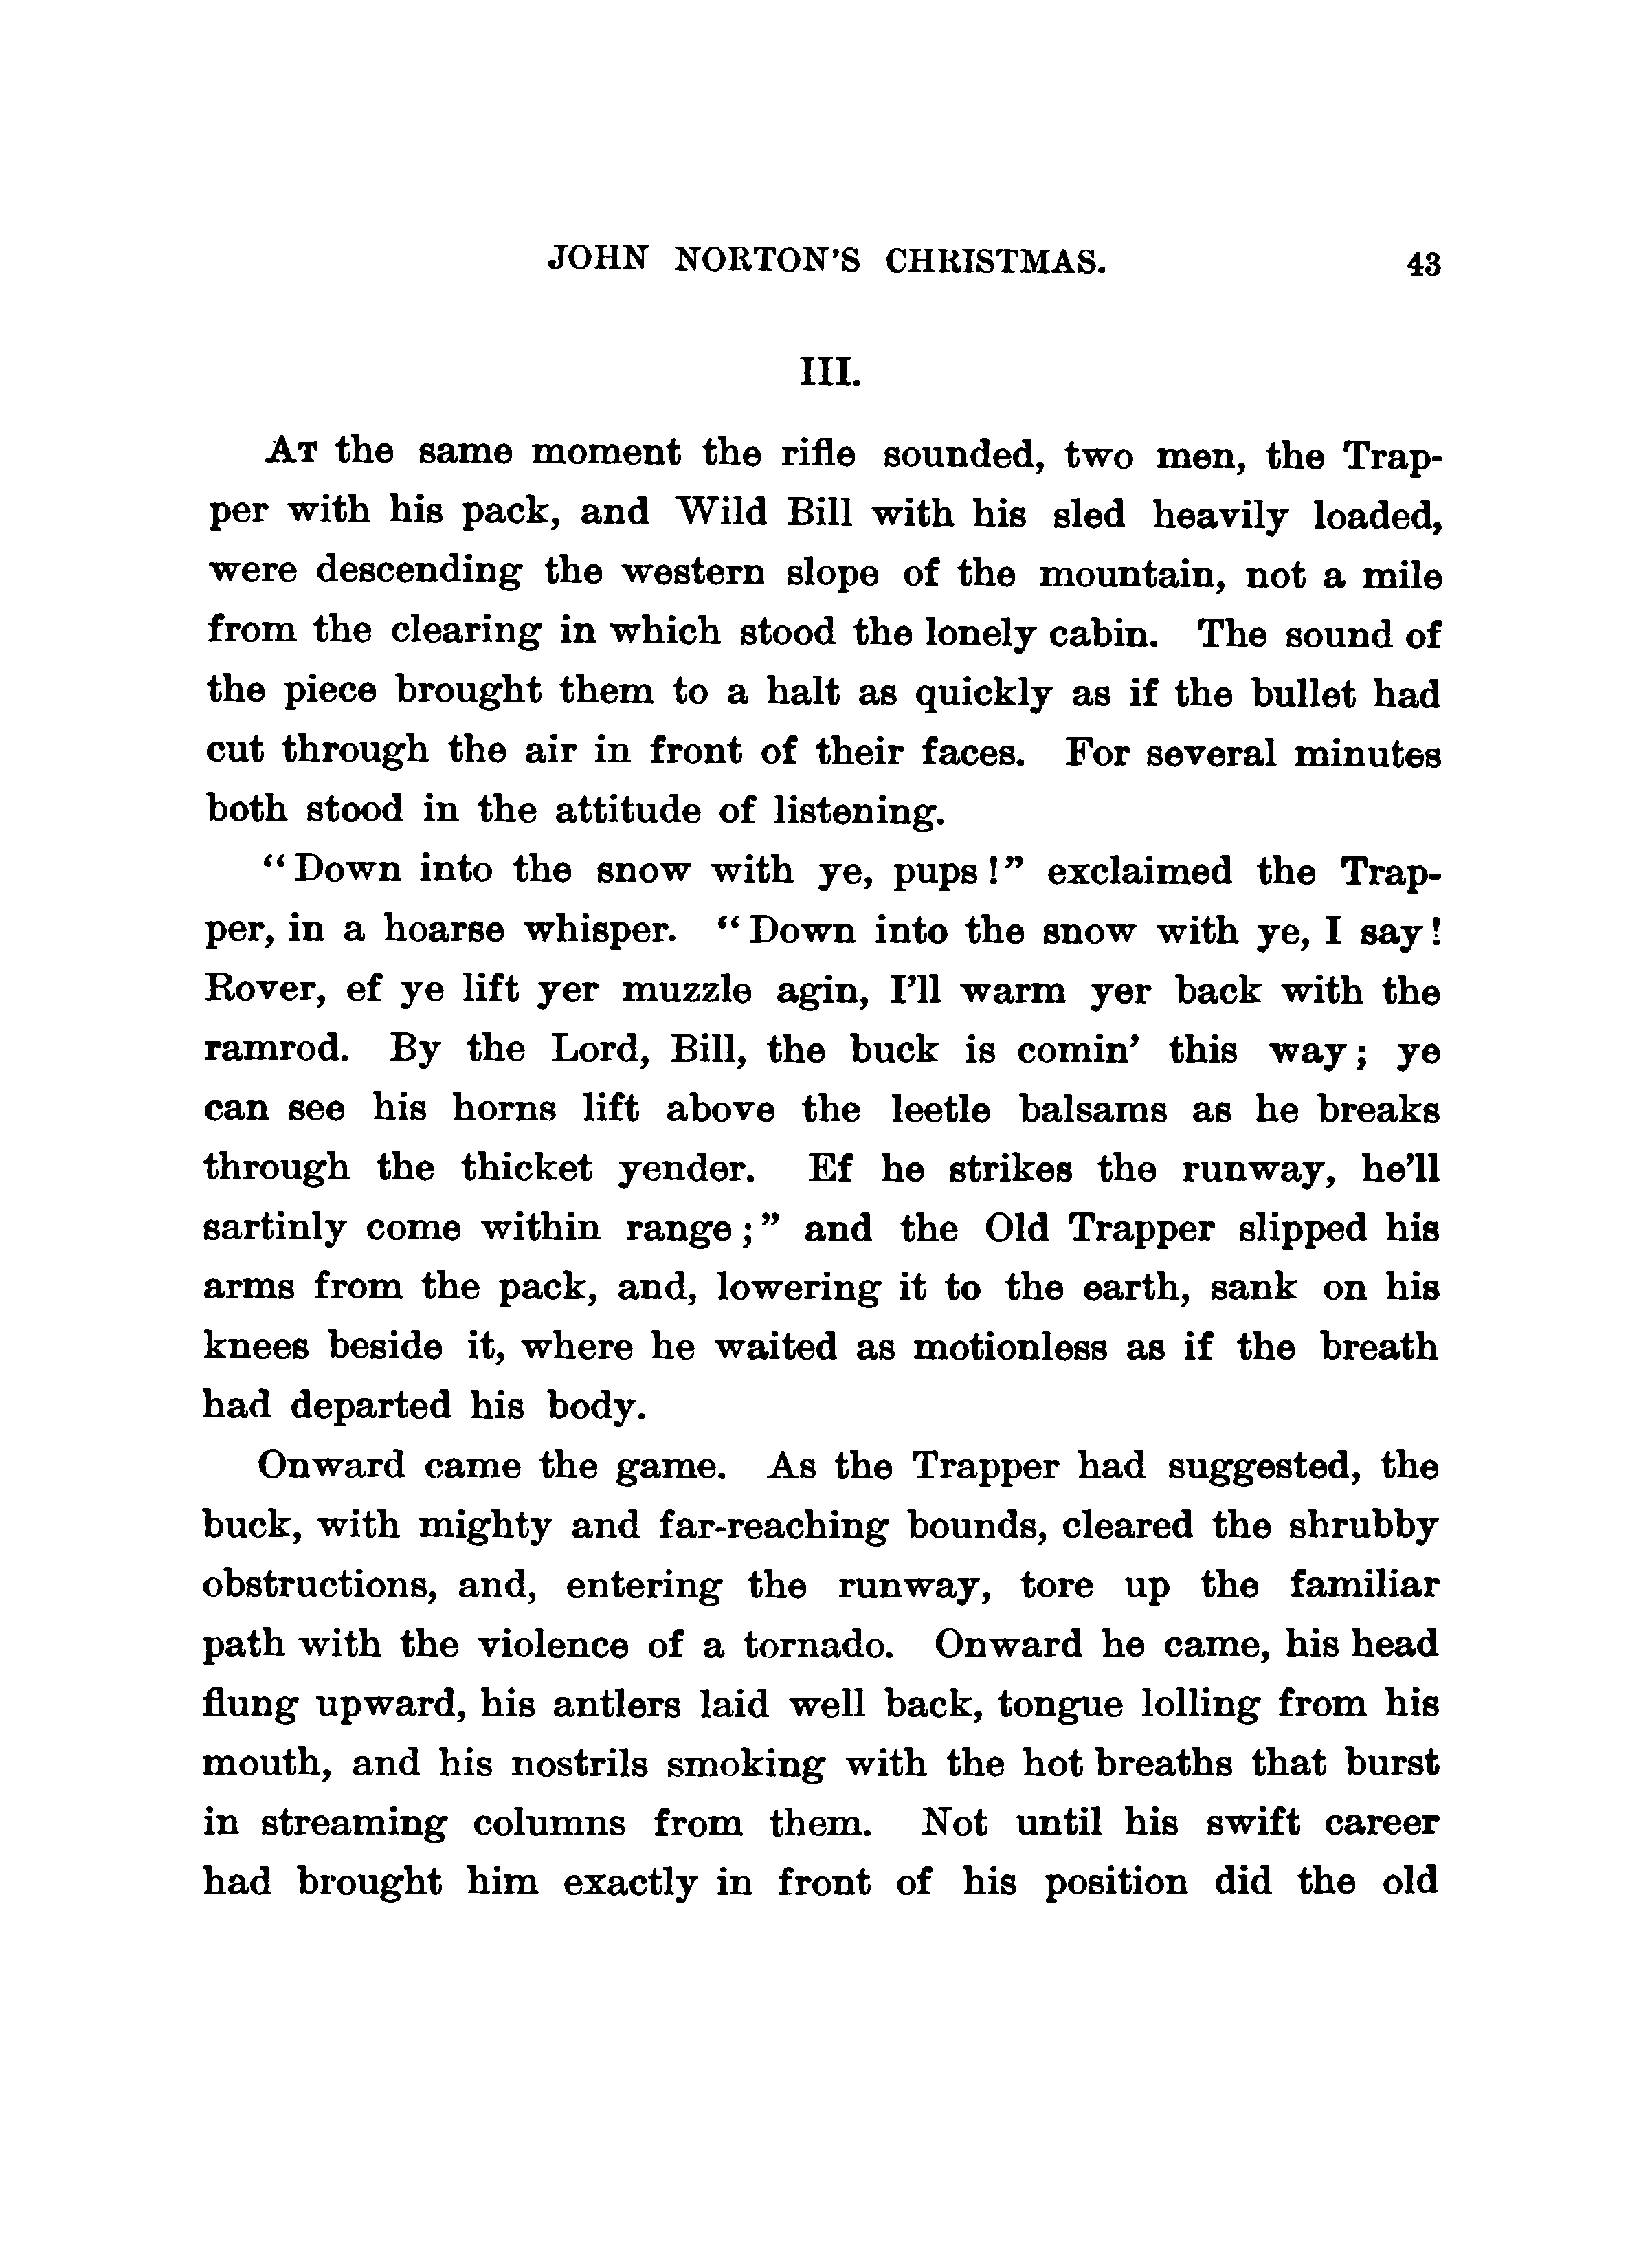 JOHN NORTON'S CHRISTMAS. 43
III.
AT the same moment the rifle sounded, two men, the Trap-
per with his pack, and Wild Bill with his sled heavily loaded,
were descending the western slope of the mountain, not a mile
from the clearing in which stood the lonely cabin. The sound of
the piece brought them to a halt as quickly as if the bullet had
cut through the air in front of their faces. For several minutes
both stood in the attitude of listening.
“Down into the snow with ye, pups!” exclaimed the Trap-
per, in a hoarse whisper. “Down into the snow with ye, I say!
Rover, ef ye lift yer muzzle agin, I’ll warm yer back with the
ramrod. By the Lord, Bill, the buck is comin’ this way; ye
can see his horns lift above the leetle balsams as he breaks
through the thicket yender. Ef he strikes the runway, he’ll
sartinly come within range;” and the Old Trapper slipped his
arms from the pack, and, lowering it to the earth, sank on his
knees beside it, where he waited as motionless as if the breath
had departed his body.
Onward came the game. As the Trapper had suggested, the
buck, with mighty and far-reaching bounds, cleared the shrubby
obstructions, and, entering the runway, tore up the familiar
path with the violence of a tornado. Onward he came, his head
flung upward, his antlers laid well back, tongue lolling from his
mouth, and his nostrils smoking with the hot breaths that burst
in streaming columns from them. Not until his swift career
had brought him exactly in front of his position did the old